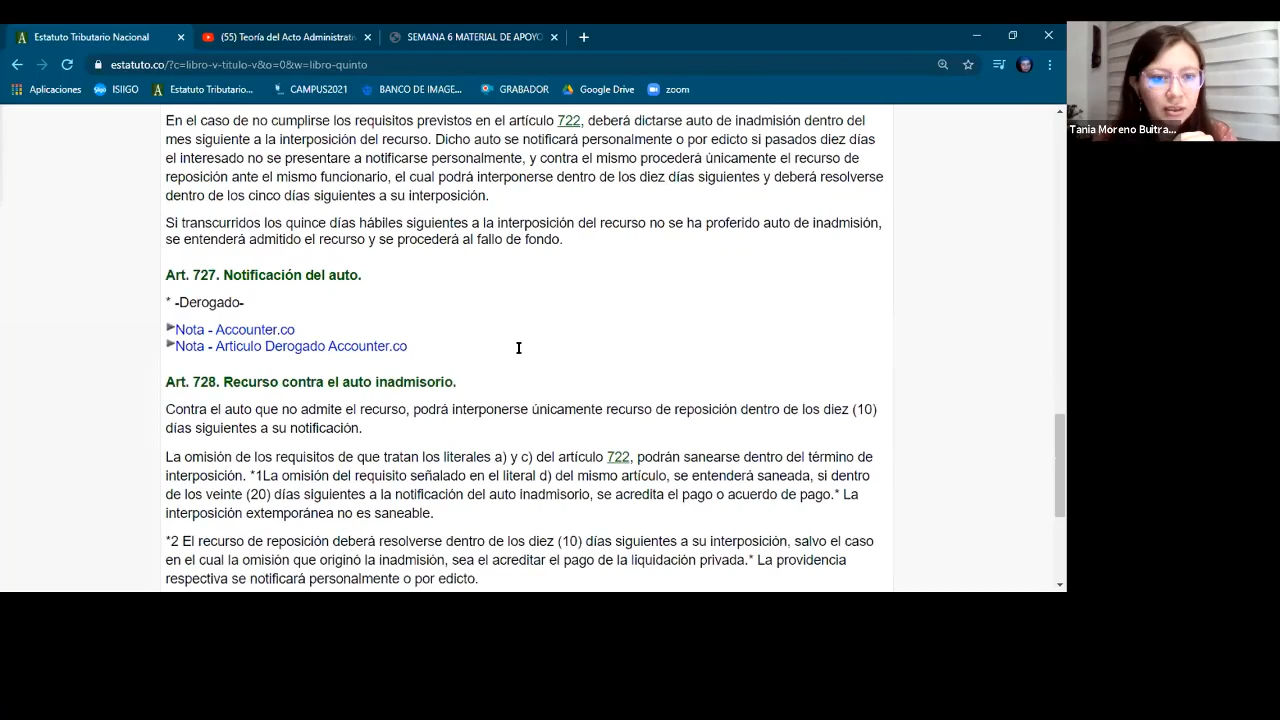 Estatuto Tributario Nacional
(55) Teoría del Acto Administrati
SEMANA 6 MATERIAL DE APOYO
estatuto.co/?c=libro-v-titulo-v&o=0&w=libro-quinto
Aplicaciones
ISIIGO
Estatuto Tributario...
CAMPUS2021
BANCO DE IMAGE...
GRABADOR
Google Drive
zoom
Tania Moreno Buitra...
En el caso de no cumplirse los requisitos previstos en el artículo 722, deberá dictarse auto de inadmisión dentro del
mes siguiente a la interposición del recurso. Dicho auto se notificará personalmente o por edicto si pasados diez días
el interesado no se presentare a notificarse personalmente, y contra el mismo procederá únicamente el recurso de
reposición ante el mismo funcionario, el cual podrá interponerse dentro de los diez días siguientes y deberá resolverse
dentro de los cinco días siguientes a su interposición.
Si transcurridos los quince días hábiles siguientes a la interposición del recurso no se ha proferido auto de inadmisión,
se entenderá admitido el recurso y se procederá al fallo de fondo.
Art. 727. Notificación del auto.
* -Derogado-
Nota - Accounter.co
Nota - Articulo Derogado Accounter.co
Art. 728. Recurso contra el auto inadmisorio.
Contra el auto que no admite el recurso, podrá interponerse únicamente recurso de reposición dentro de los diez (10)
días siguientes a su notificación.
La omisión de los requisitos de que tratan los literales a) y c) del artículo 722, podrán sanearse dentro del término de
interposición. *1La omisión del requisito señalado en el literal d) del mismo artículo, se entenderá saneada, si dentro
de los veinte (20) días siguientes a la notificación del auto inadmisorio, se acredita el pago o acuerdo de pago.* La
interposición extemporánea no es saneable.
*2 El recurso de reposición deberá resolverse dentro de los diez (10) días siguientes a su interposición, salvo el caso
en el cual la omisión que originó la inadmisión, sea el acreditar el pago de la liquidación privada.* La providencia
respectiva se notificará personalmente o por edicto.